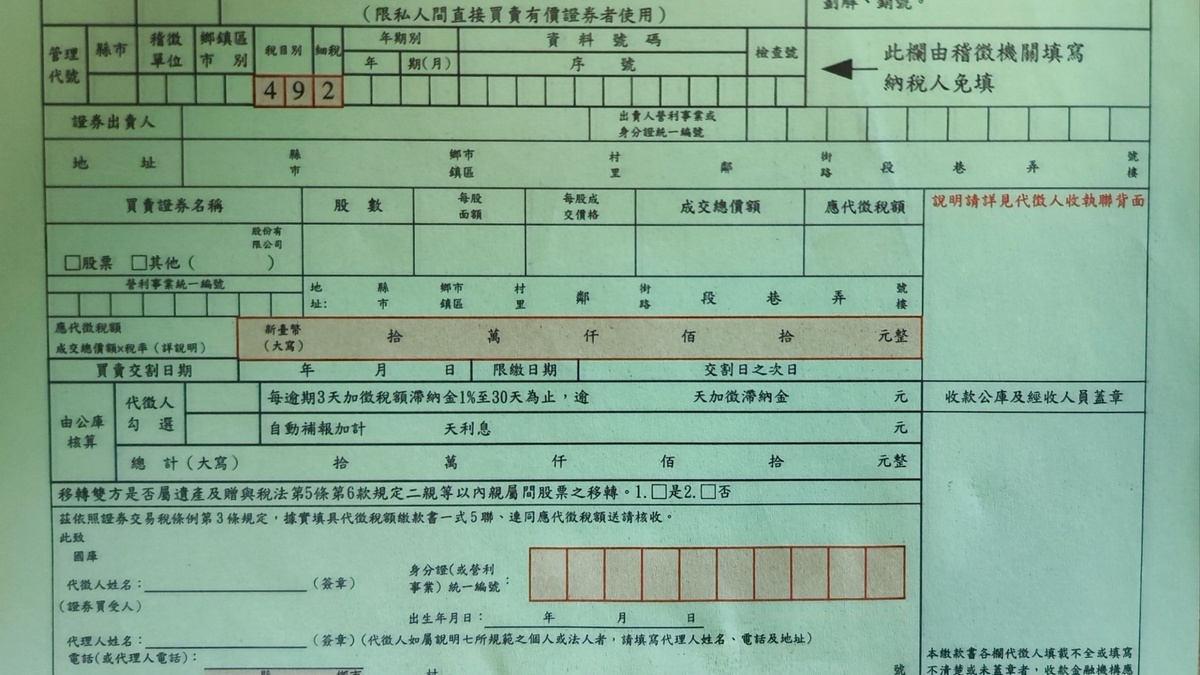 (限私人間直接買賣有價證券者使用)
管理代號 縣市 稽徵單位 鄉鎮區市別 稅目別 細稅 年期別 資料號碼 檢查號
年 期(月) 序號
此欄由稽徵機關填寫
納稅人免填
4 9 2
證券出賣人 出賣人營利事業或身分證統一編號
地址 縣市 鄉市鎮區 村里 鄰 街路 段 巷 弄 號樓
買賣證券名稱 股數 每股面額 每股成交價格 成交總價額 應代徵稅額 說明請詳見代徵人收執聯背面
股份有限公司
□股票 □其他( )
營利事業統一編號 地址: 縣市 鄉市鎮區 村里 鄰 街路 段 巷 弄 號樓
應代徵稅額
成交總價額×稅率(詳說明) 新臺幣(大寫) 拾 萬 仟 佰 拾 元整
買賣交割日期 年 月 日 限繳日期 交割日之次日
由公庫核算 代徵人勾選 每逾期3天加徵稅額滯納金1%至30天為止,逾 天加徵滯納金 元 收款公庫及經收人員蓋章
自動補報加計 天利息 元
總計(大寫) 拾 萬 仟 佰 拾 元整
移轉雙方是否屬遺產及贈與稅法第5條第6款規定二親等以內親屬間股票之移轉。1.□是2.□否
茲依照證券交易稅條例第3條規定,據實填具代徵稅額繳款書一式5聯、連同應代徵稅額送請核收。
此致
國庫
代徵人姓名: (簽章) 身分證(或營利事業)統一編號:
(證券買受人)
出生年月日: 年 月 日
代理人姓名: (簽章)(代徵人如屬說明七所規範之個人或法人者,請填寫代理人姓名、電話及地址)
電話(或代理人電話):
本繳款書各欄代徵人填載不全或填寫
不清楚或未蓋章者,收款金融機構應